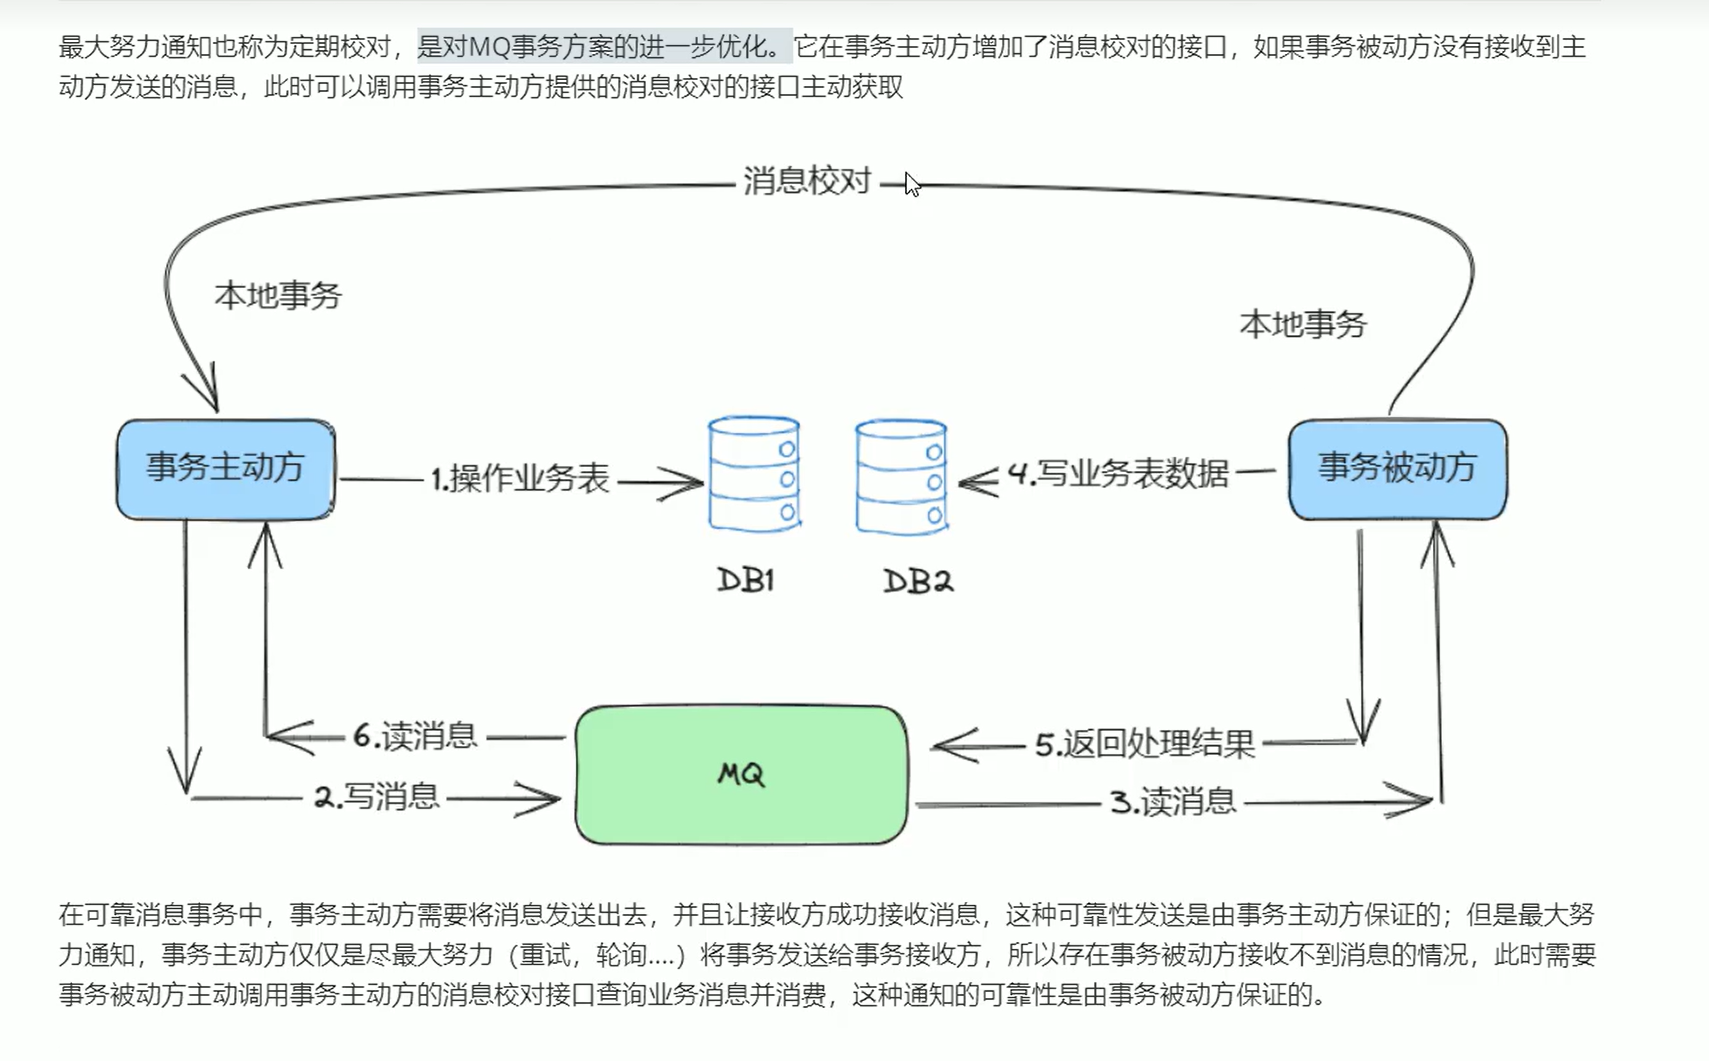 最大努力通知也称为定期校对，是对MQ事务方案的进一步优化。它在事务主动方增加了消息校对的接口，如果事务被动方没有接收到主
动方发送的消息，此时可以调用事务主动方提供的消息校对的接口主动获取
消息校对
本地事务
本地事务
事务主动方
1.操作业务表
4.写业务表数据
事务被动方
DB1
DB2
6.读消息
MQ
5.返回处理结果
2.写消息
3.读消息
在可靠消息事务中，事务主动方需要将消息发送出去，并且让接收方成功接收消息，这种可靠性发送是由事务主动方保证的；但是最大努
力通知，事务主动方仅仅是尽最大努力（重试，轮询....）将事务发送给事务接收方，所以存在事务被动方接收不到消息的情况，此时需要
事务被动方主动调用事务主动方的消息校对接口查询业务消息并消费，这种通知的可靠性是由事务被动方保证的。